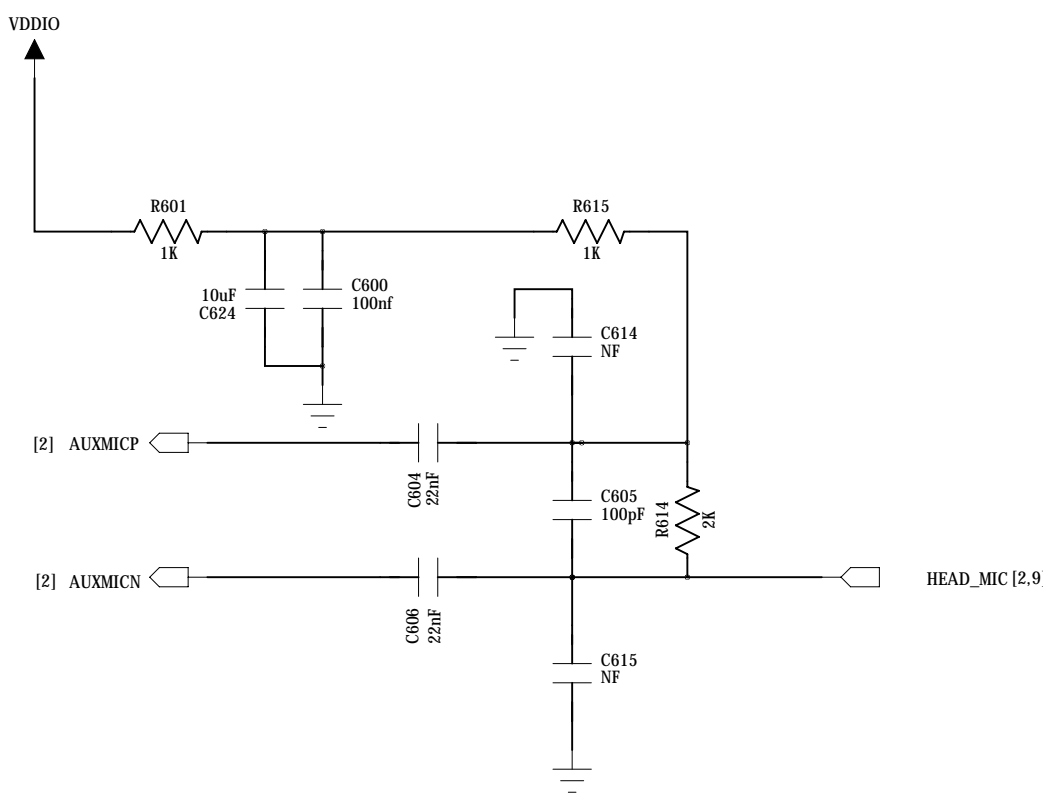 VDDIO
R601
1K
R615
1K
10uF
C624
C600
100nf
C614
NF
[2] AUXMICP
C604
22nF
C605
100pF
R614
2K
[2] AUXMICN
C606
22nF
HEAD_MIC [2,9]
C615
NF